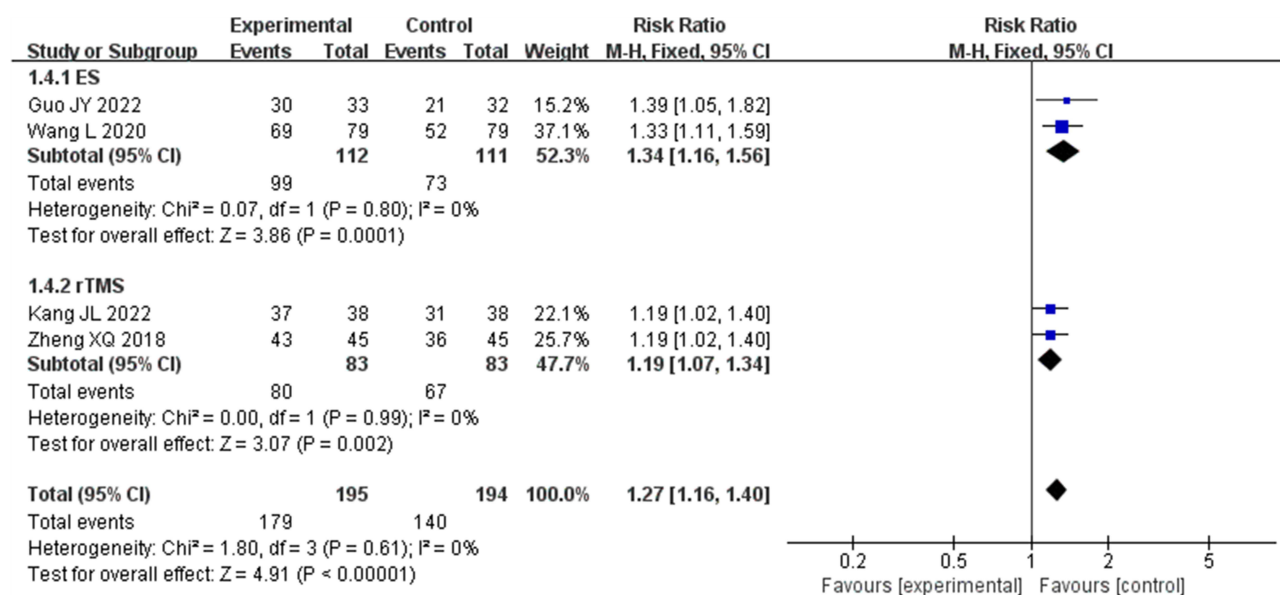 Experimental Control Risk Ratio Risk Ratio
Study or Subgroup Events Total Events Total Weight M-H, Fixed, 95% CI M-H, Fixed, 95% CI
1.4.1 ES
Guo JY 2022 30 33 21 32 15.2% 1.39 [1.05, 1.82]
Wang L 2020 69 79 52 79 37.1% 1.33 [1.11, 1.59]
Subtotal (95% CI) 112 111 52.3% 1.34 [1.16, 1.56]
Total events 99 73
Heterogeneity: Chi² = 0.07, df = 1 (P = 0.80); I² = 0%
Test for overall effect: Z = 3.86 (P = 0.0001)
1.4.2 rTMS
Kang JL 2022 37 38 31 38 22.1% 1.19 [1.02, 1.40]
Zheng XQ 2018 43 45 36 45 25.7% 1.19 [1.02, 1.40]
Subtotal (95% CI) 83 83 47.7% 1.19 [1.07, 1.34]
Total events 80 67
Heterogeneity: Chi² = 0.00, df = 1 (P = 0.99); I² = 0%
Test for overall effect: Z = 3.07 (P = 0.002)
Total (95% CI) 195 194 100.0% 1.27 [1.16, 1.40]
Total events 179 140
Heterogeneity: Chi² = 1.80, df = 3 (P = 0.61); I² = 0%
Test for overall effect: Z = 4.91 (P < 0.00001)
0.2 0.5 1 2 5
Favours [experimental] Favours [control]